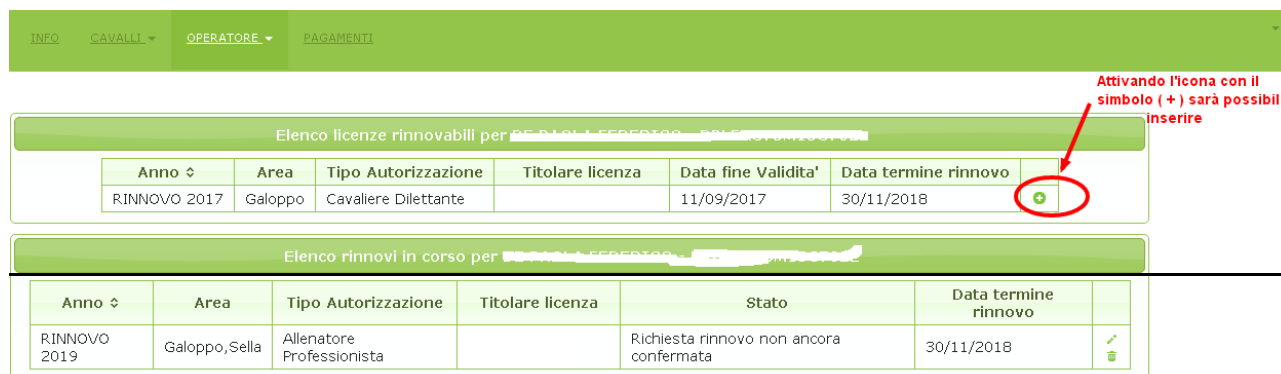 INFO CAVALLI OPERATORE PAGAMENTI
Attivando l'icona con il
simbolo ( + ) sarà possibil
inserire
Elenco licenze rinnovabili per
Anno Area Tipo Autorizzazione Titolare licenza Data fine Validita' Data termine rinnovo
RINNOVO 2017 Galoppo Cavaliere Dilettante 11/09/2017 30/11/2018
Elenco rinnovi in corso per
Anno Area Tipo Autorizzazione Titolare licenza Stato Data termine
rinnovo
RINNOVO
2019 Galoppo,Sella Allenatore
Professionista Richiesta rinnovo non ancora
confermata 30/11/2018